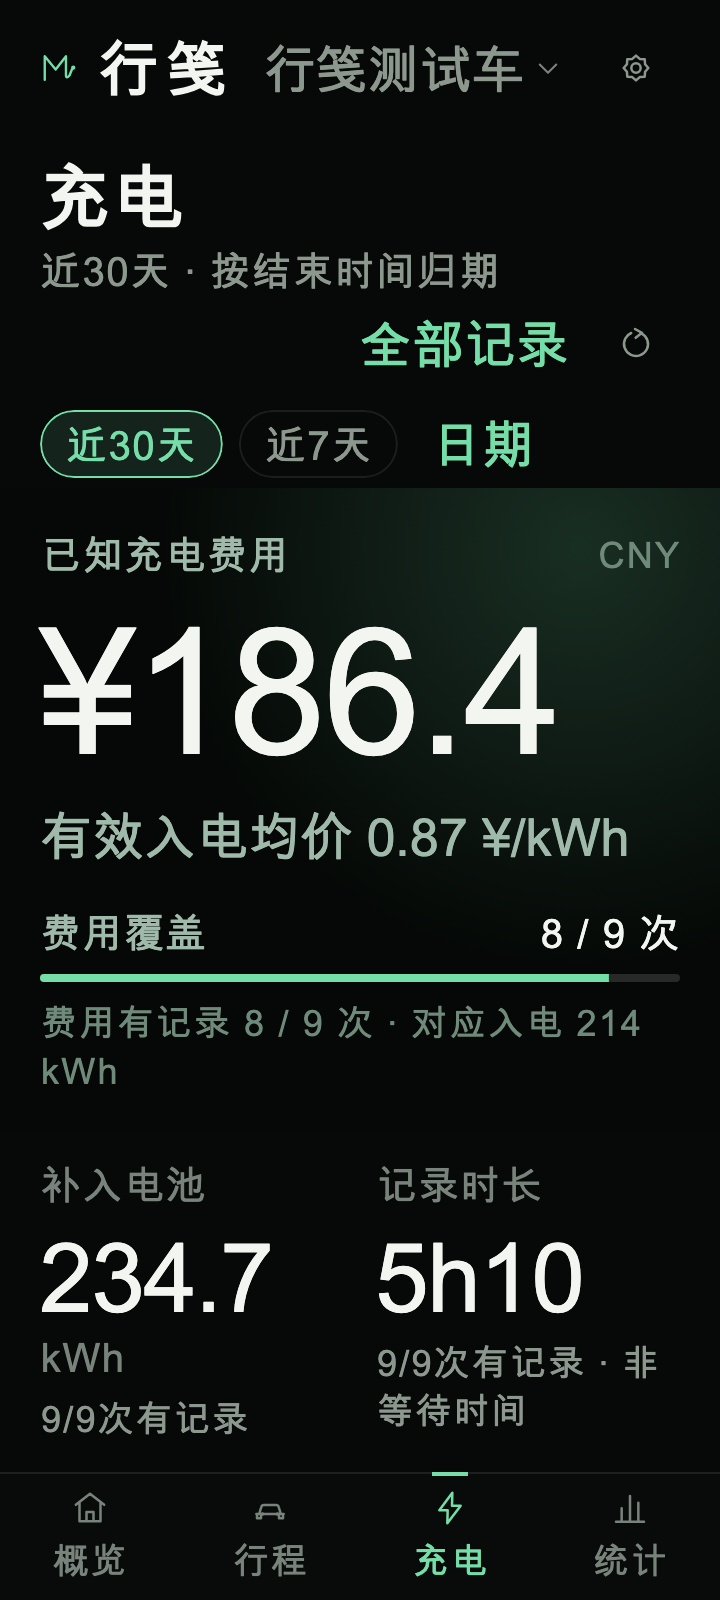 行笺 行笺测试车
充电
近30天 · 按结束时间归期
全部记录
近30天 近7天 日期
已知充电费用 CNY
¥186.4
有效入电均价 0.87 ¥/kWh
费用覆盖 8 / 9 次
费用有记录 8 / 9 次 · 对应入电 214
kWh
补入电池 记录时长
234.7 5h10
kWh 9/9次有记录 · 非
9/9次有记录 等待时间
概览 行程 充电 统计